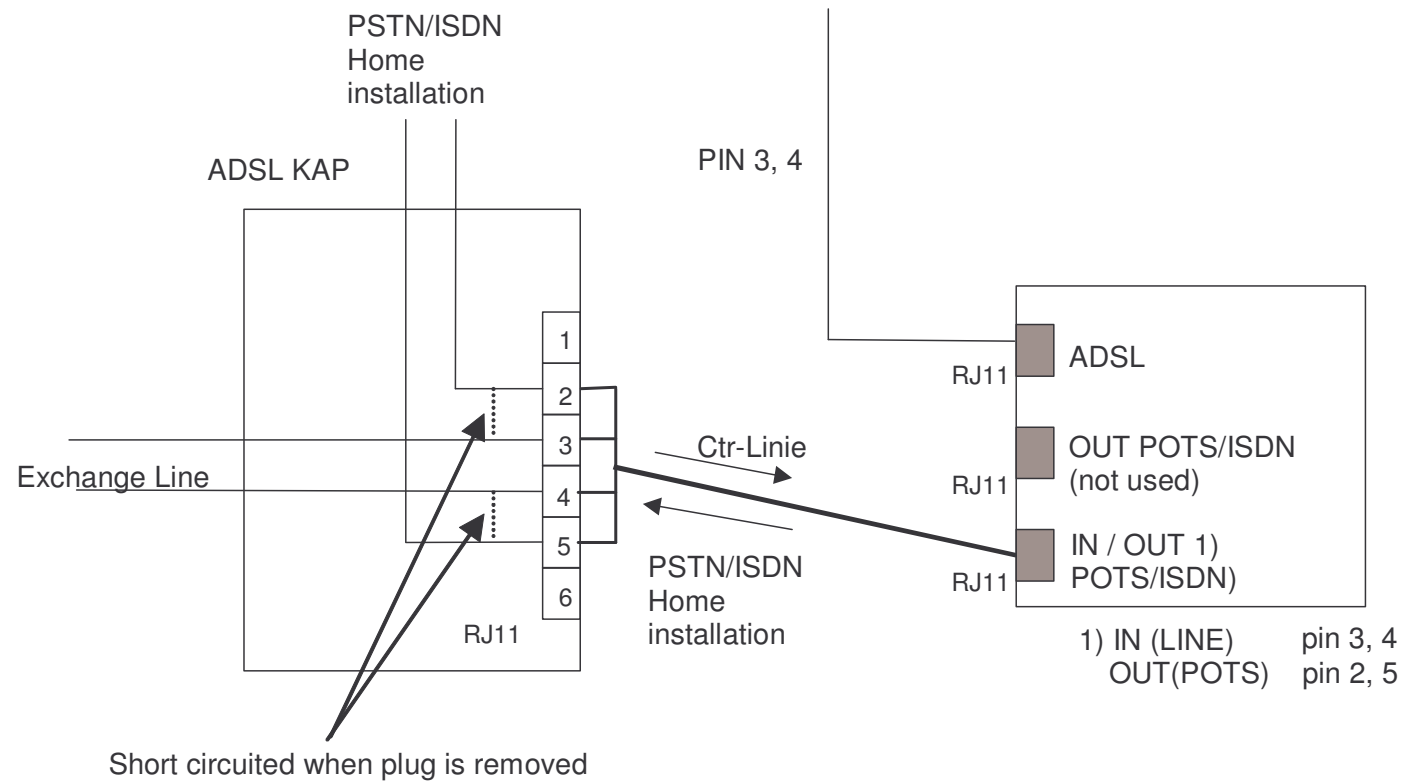 PSTN/ISDN
Home
installation
ADSL KAP
PIN 3, 4
1
2
3
4
5
6
RJ11
Exchange Line
Ctr-Linie
PSTN/ISDN
Home
installation
RJ11
ADSL
RJ11
OUT POTS/ISDN
(not used)
RJ11
IN / OUT 1)
POTS/ISDN)
1) IN (LINE) pin 3, 4
OUT(POTS) pin 2, 5
Short circuited when plug is removed